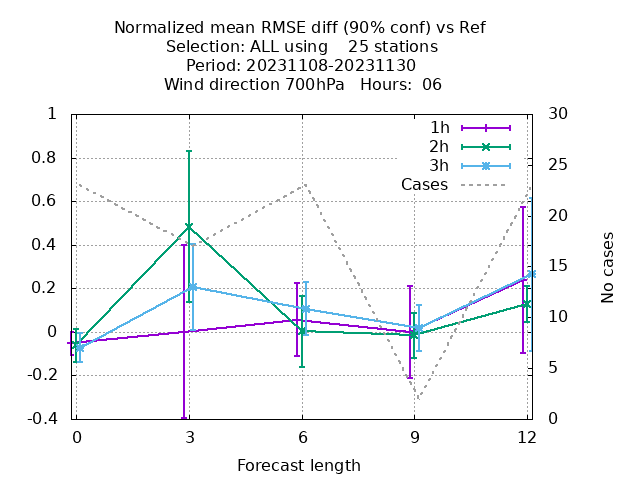 Normalized mean RMSE diff (90% conf) vs Ref
Selection: ALL using    25 stations
Period: 20231108-20231130
Wind direction 700hPa   Hours:  06
1h
2h
3h
Cases
1
0.8
0.6
0.4
0.2
0
-0.2
-0.4
30
25
20
15
10
5
0
No cases
0 3 6 9 12
Forecast length